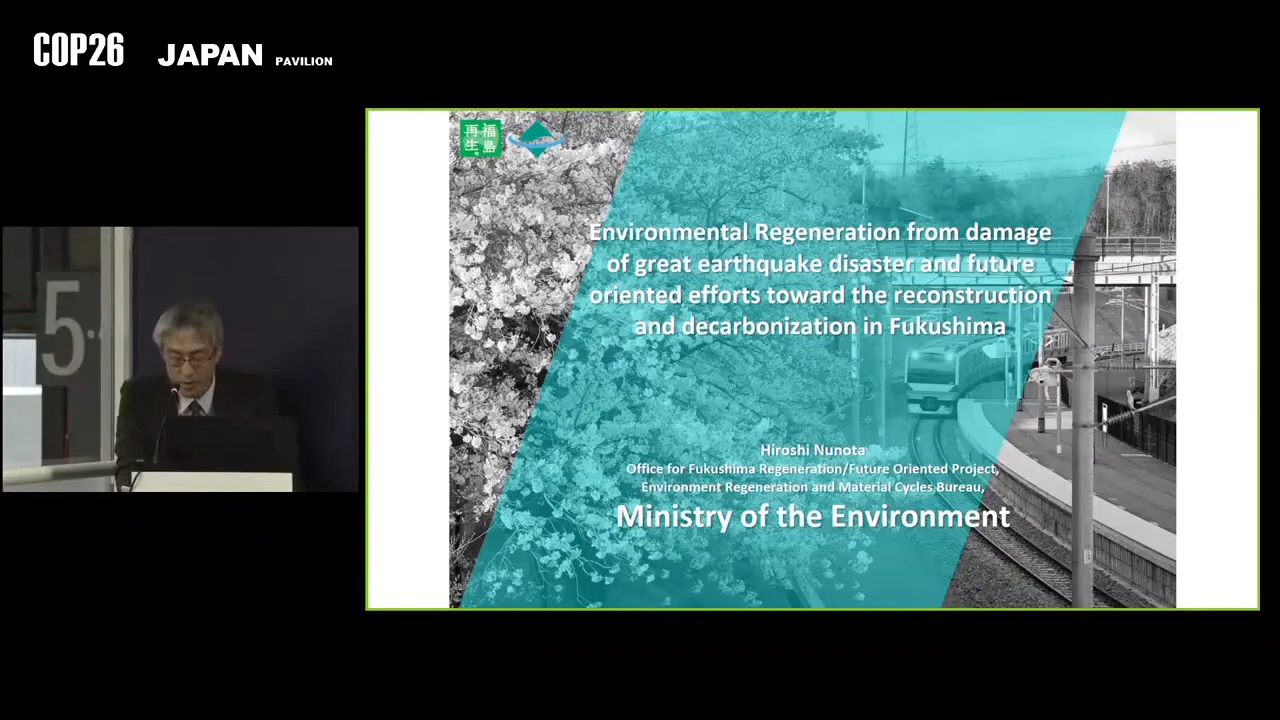 COP26 JAPAN PAVILION
再福
生島
Environmental Regeneration from damage
of great earthquake disaster and future
oriented efforts toward the reconstruction
and decarbonization in Fukushima
5
Hiroshi Nunota
Office for Fukushima Regeneration/Future Oriented Project,
Environment Regeneration and Material Cycles Bureau,
Ministry of the Environment